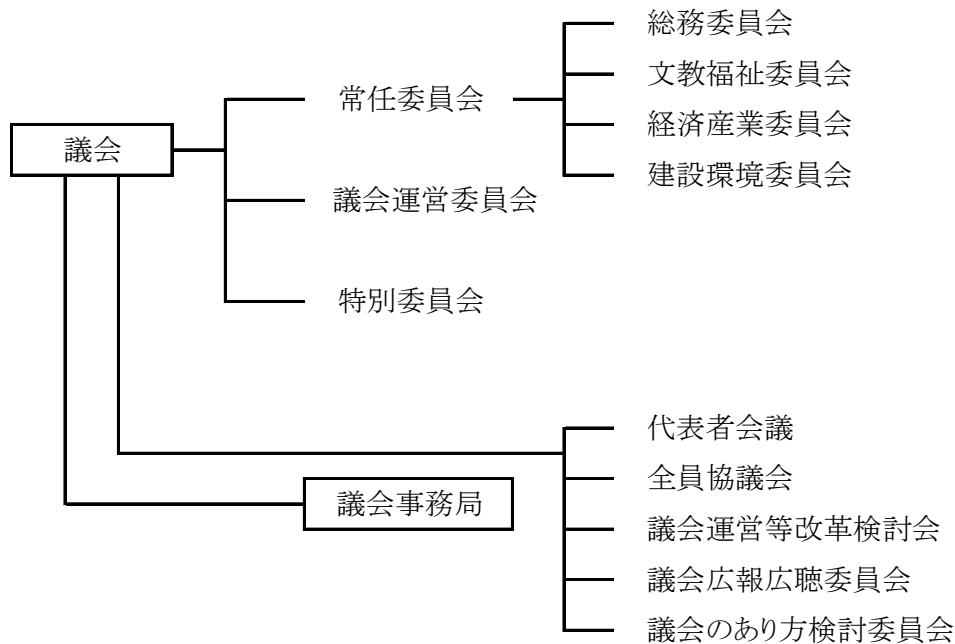 総務委員会
文教福祉委員会
常任委員会
経済産業委員会
議会
建設環境委員会
議会運営委員会
特別委員会
代表者会議
全員協議会
議会事務局
議会運営等改革検討会
議会広報広聴委員会
議会のあり方検討委員会